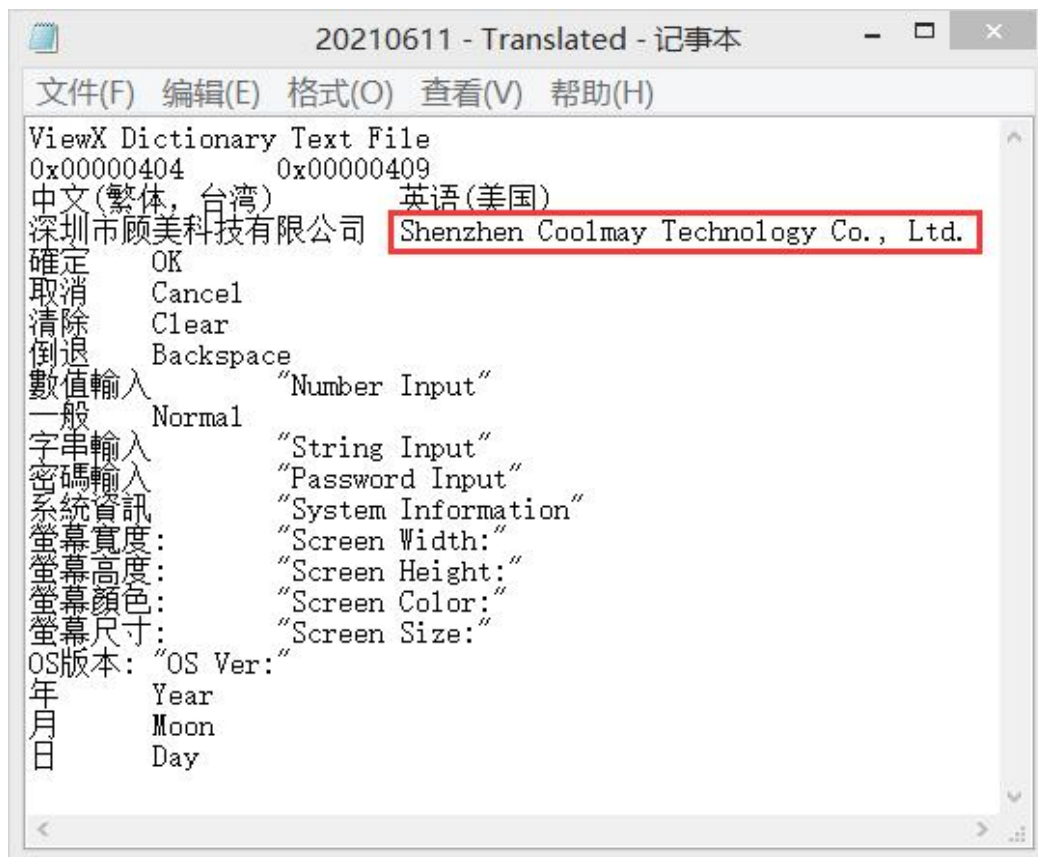 20210611 - Translated - 记事本
文件(F) 编辑(E) 格式(O) 查看(V) 帮助(H)
ViewX Dictionary Text File
0x00000404 0x00000409
中文(繁体, 台湾) 英语(美国)
深圳市顾美科技有限公司 Shenzhen Coolmay Technology Co., Ltd.
確定 OK
取消 Cancel
清除 Clear
倒退 Backspace
數值輸入 "Number Input"
一般 Normal
字串輸入 "String Input"
密碼輸入 "Password Input"
系統資訊 "System Information"
螢幕寬度: "Screen Width:"
螢幕高度: "Screen Height:"
螢幕顏色: "Screen Color:"
螢幕尺寸: "Screen Size:"
OS版本: "OS Ver:"
年 Year
月 Moon
日 Day